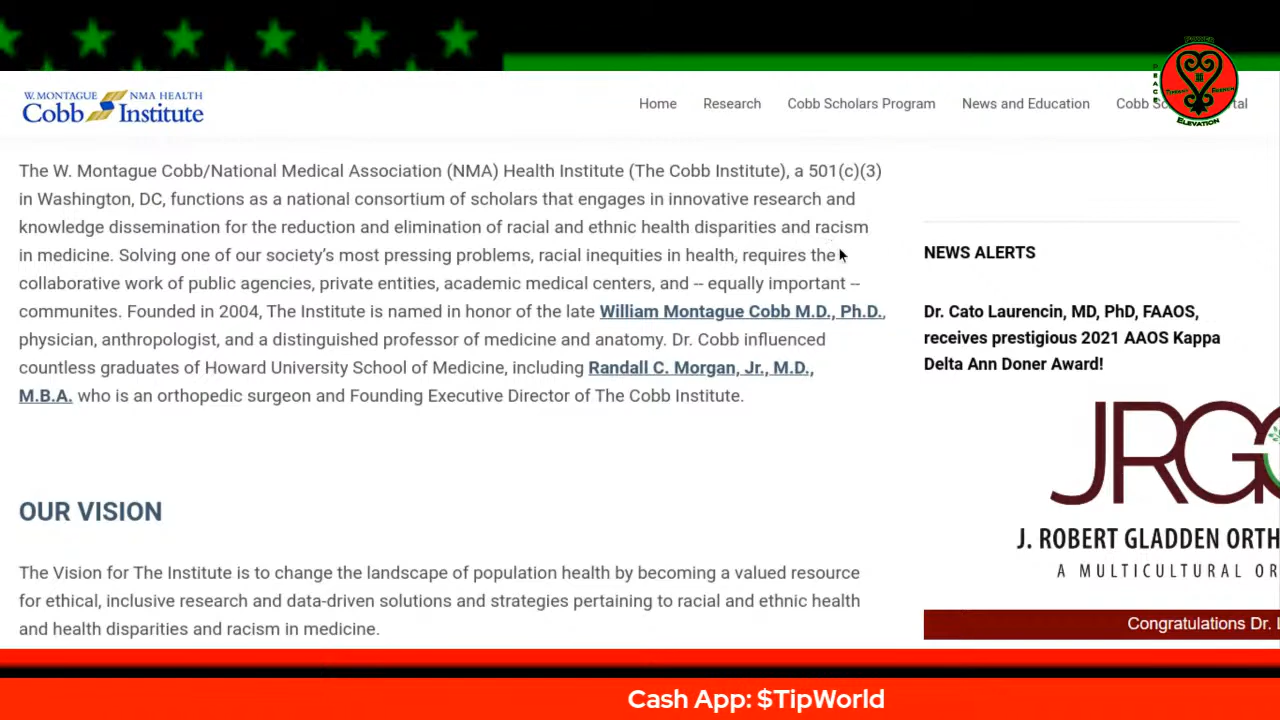 POWER
PEACE
ELEVATION
W. MONTAGUE NMA HEALTH
Cobb Institute
Home Research Cobb Scholars Program News and Education Cobb
The W. Montague Cobb/National Medical Association (NMA) Health Institute (The Cobb Institute), a 501(c)(3)
in Washington, DC, functions as a national consortium of scholars that engages in innovative research and
knowledge dissemination for the reduction and elimination of racial and ethnic health disparities and racism
in medicine. Solving one of our society’s most pressing problems, racial inequities in health, requires the
collaborative work of public agencies, private entities, academic medical centers, and -- equally important --
communites. Founded in 2004, The Institute is named in honor of the late William Montague Cobb M.D., Ph.D.,
physician, anthropologist, and a distinguished professor of medicine and anatomy. Dr. Cobb influenced
countless graduates of Howard University School of Medicine, including Randall C. Morgan, Jr., M.D.,
M.B.A. who is an orthopedic surgeon and Founding Executive Director of The Cobb Institute.
OUR VISION
The Vision for The Institute is to change the landscape of population health by becoming a valued resource
for ethical, inclusive research and data-driven solutions and strategies pertaining to racial and ethnic health
and health disparities and racism in medicine.
NEWS ALERTS
Dr. Cato Laurencin, MD, PhD, FAAOS,
receives prestigious 2021 AAOS Kappa
Delta Ann Doner Award!
JRGO
J. ROBERT GLADDEN ORTH
A MULTICULTURAL OR
Congratulations Dr. L
Cash App: $TipWorld